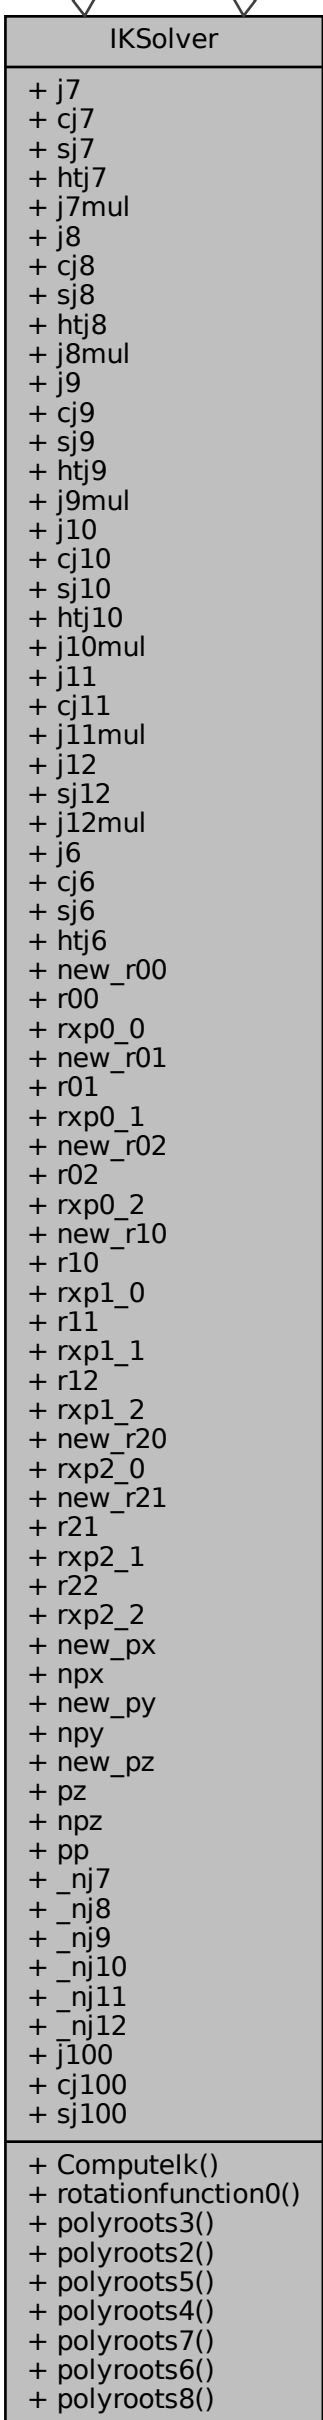 IKSolver
+ j7
+ cj7
+ sj7
+ htj7
+ j7mul
+ j8
+ cj8
+ sj8
+ htj8
+ j8mul
+ j9
+ cj9
+ sj9
+ htj9
+ j9mul
+ j10
+ cj10
+ sj10
+ htj10
+ j10mul
+ j11
+ cj11
+ j11mul
+ j12
+ sj12
+ j12mul
+ j6
+ cj6
+ sj6
+ htj6
+ new_r00
+ r00
+ rxp0_0
+ new_r01
+ r01
+ rxp0_1
+ new_r02
+ r02
+ rxp0_2
+ new_r10
+ r10
+ rxp1_0
+ r11
+ rxp1_1
+ r12
+ rxp1_2
+ new_r20
+ rxp2_0
+ new_r21
+ r21
+ rxp2_1
+ r22
+ rxp2_2
+ new_px
+ npx
+ new_py
+ npy
+ new_pz
+ pz
+ npz
+ pp
+ _nj7
+ _nj8
+ _nj9
+ _nj10
+ _nj11
+ _nj12
+ j100
+ cj100
+ sj100
+ ComputeIk()
+ rotationfunction0()
+ polyroots3()
+ polyroots2()
+ polyroots5()
+ polyroots4()
+ polyroots7()
+ polyroots6()
+ polyroots8()